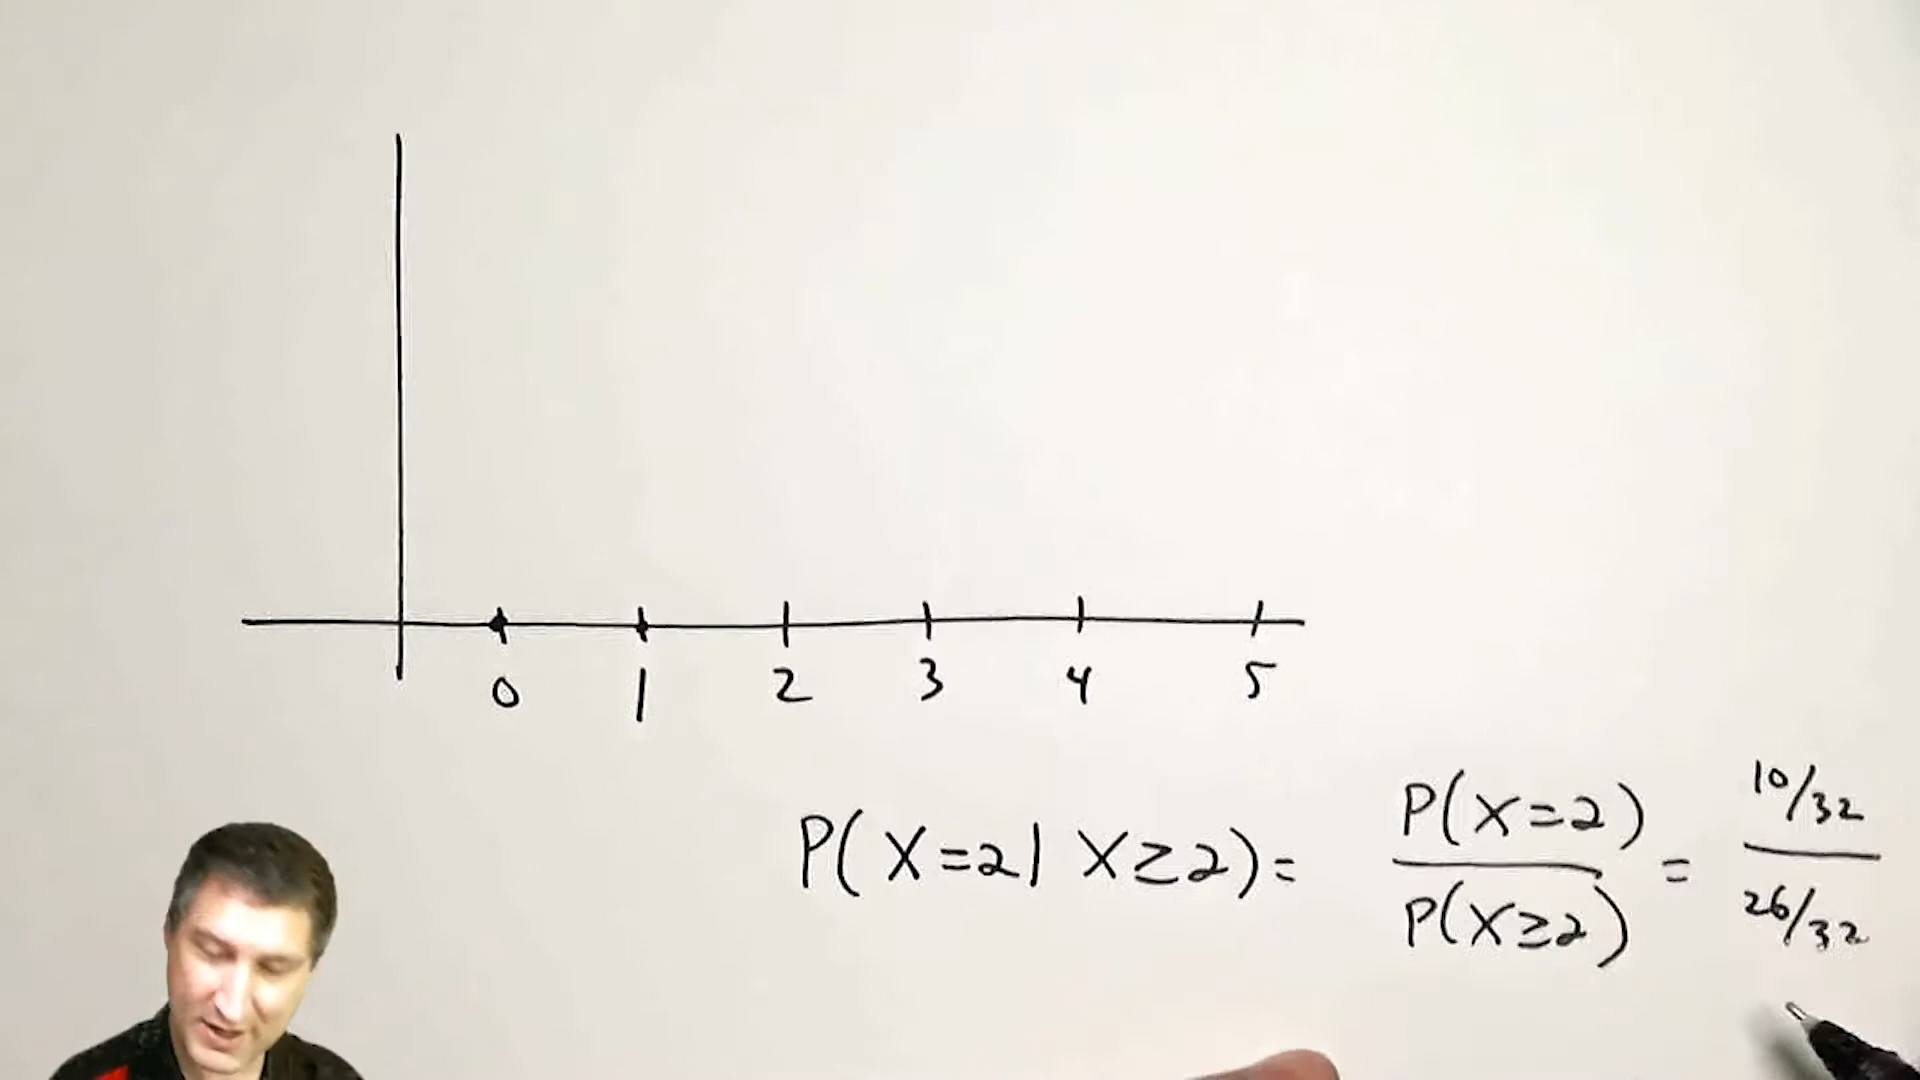 0 1 2 3 4 5
P(X=2| X≥2)= P(X=2) / P(X≥2) = 10/32 / 26/32